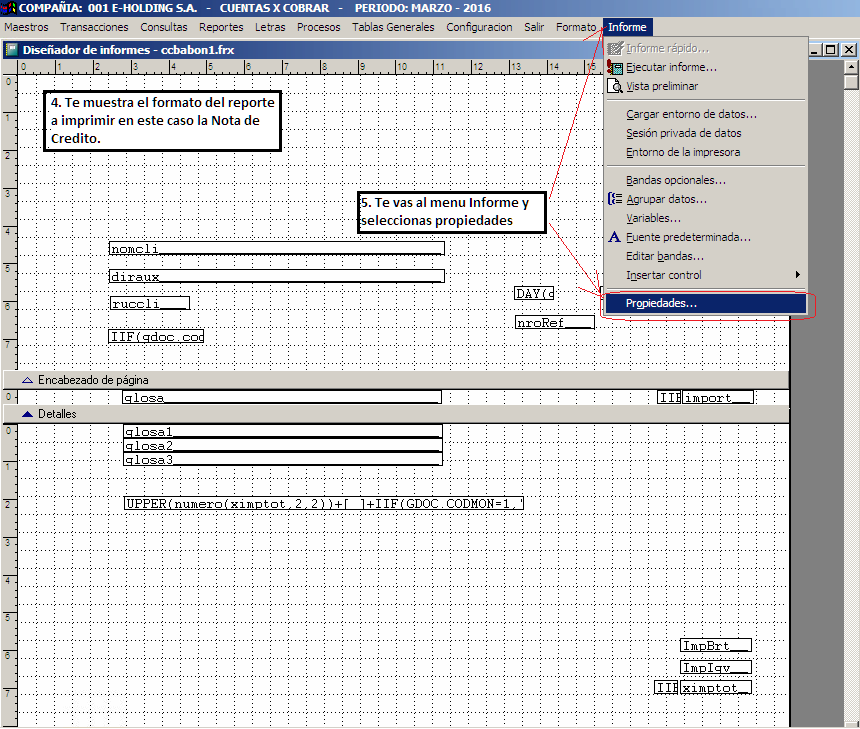 COMPAÑIA: 001 E-HOLDING S.A. - CUENTAS X COBRAR - PERIODO: MARZO - 2016
Maestros Transacciones Consultas Reportes Letras Procesos Tablas Generales Configuracion Salir Formato Informe
Diseñador de informes - ccbabon1.frx
0 1 2 3 4 5 6 7 8 9 10 11 12 13 14 15
Informe rápido...
Ejecutar informe...
Vista preliminar
Cargar entorno de datos...
Sesión privada de datos
Entorno de la impresora
Bandas opcionales...
Agrupar datos...
Variables...
Fuente predeterminada...
Editar bandas...
Insertar control
Propiedades...
4. Te muestra el formato del reporte
a imprimir en este caso la Nota de
Credito.
5. Te vas al menu Informe y
seleccionas propiedades
0
1
2
3
4
5
6
7
nomcli
diraux
ruccli
DAY(
IIF(gdoc.cod
nroRef
Encabezado de página
0
glosa IIF import
Detalles
0
1
2
3
4
5
6
7
glosa1
glosa2
glosa3
UPPER(numero(ximptot,2,2))+[ ]+IIF(GDOC.CODMON=1,'
ImpBrt
ImpIgv
IIF ximptot